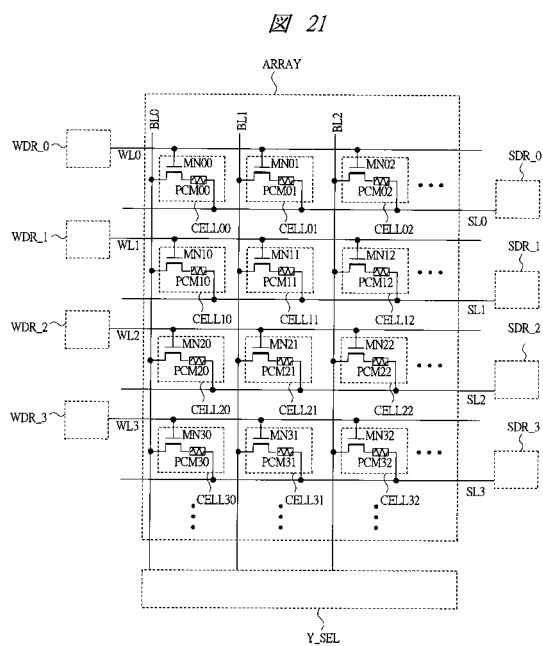 図 21
ARRAY
BL0 BL1 BL2
WDR_0
WL0
MN00 MN01 MN02
SDR_0
PCM00 PCM01 PCM02
SL0
CELL00 CELL01 CELL02
WDR_1
WL1
MN10 MN11 MN12
SDR_1
PCM10 PCM11 PCM12
SL1
CELL10 CELL11 CELL12
WDR_2
WL2
MN20 MN21 MN22
SDR_2
PCM20 PCM21 PCM22
SL2
CELL20 CELL21 CELL22
WDR_3
WL3
MN30 MN31 MN32
SDR_3
PCM30 PCM31 PCM32
SL3
CELL30 CELL31 CELL32
Y_SEL